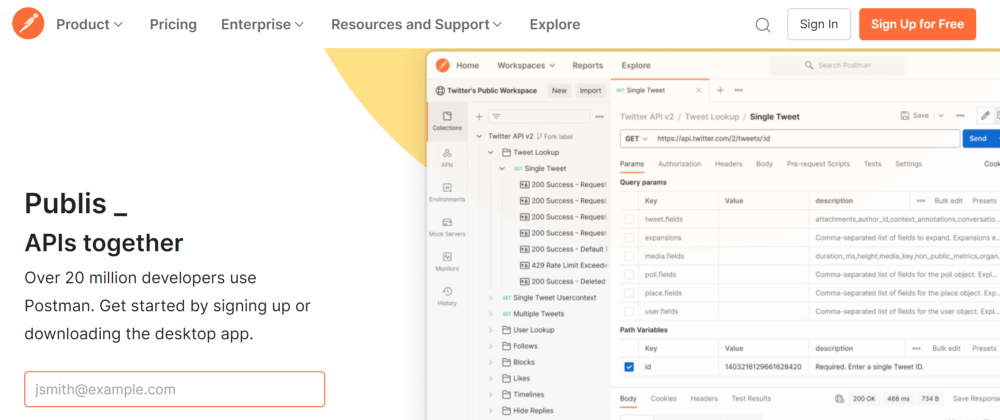 Product Pricing Enterprise Resources and Support Explore Sign In Sign Up for Free
Publis _
APIs together
Over 20 million developers use
Postman. Get started by signing up or
downloading the desktop app.
jsmith@example.com
Home Workspaces Reports Explore Search Postman
Twitter's Public Workspace New Import GET Single Tweet
Collections
APIs
Environments
Mock Servers
Monitors
History
Twitter API v2 Fork label
Tweet Lookup
GET Single Tweet
200 Success - Request
200 Success - Request
200 Success - Request
200 Success - Request
200 Success - Default
429 Rate Limit Exceede
200 Success - Deleted
GET Single Tweet Usercontext
GET Multiple Tweets
User Lookup
Follows
Blocks
Likes
Timelines
Hide Replies
Twitter API v2 / Tweet Lookup / Single Tweet Save
GET https://api.twitter.com/2/tweets/:id Send
Params Authorization Headers Body Pre-request Scripts Tests Settings Cook
Query params
Key Value description Bulk edit Presets
tweet.fields attachments,author_id,context_annotations,conversatio...
expansions Comma-separated list of fields to expand. Expansions e...
media.fields duration_ms,height,media_key,non_public_metrics,organ...
poll.fields Comma-separated list of fields for the poll object. Expl...
place.fields Comma-separated list of fields for the place object. Exp...
user.fields Comma-separated list of fields for the user object. Expl...
Path Variables
Key Value description Bulk edit Presets
id 1403216129661628420 Required. Enter a single Tweet ID.
Body Cookies Headers Test Results 200 OK 468 ms 734 B Save Response